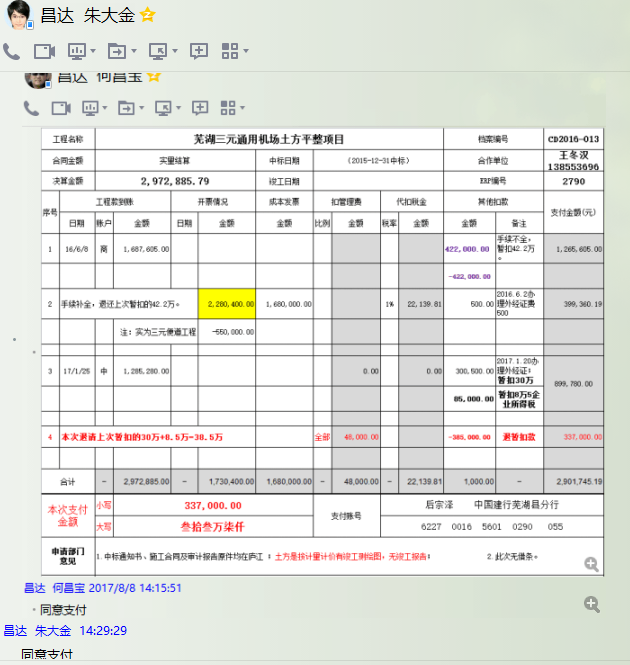 昌达 朱大金
昌达 何昌宝
工程名称 芜湖三元通用机场土方平整项目 档案编号 CD2016-013
合同金额 实量结算 中标日期 (2015-12-31中标) 合作单位 王冬汉 138553696
决算金额 2,972,885.79 竣工日期 ERP编号 2790
序号 工程款到账 开票情况 成本发票 扣管理费 代扣税金 其他扣款 支付金额(元)
日期 账户 金额 日期 金额 金额 比例 金额 税率 金额 金额 备注
1 16/6/8 商 1,687,605.00 422,000.00 手续不全,暂扣42.2万。 1,265,605.00
-422,000.00
2 手续补全,退还上次暂扣的42.2万。 2,280,400.00 1,680,000.00 1% 22,139.81 500.00 2016.6.2办理外经证费500 399,360.19
注:实为三元便道工程 -550,000.00
3 17/1/25 中 1,285,280.00 0.00 0.00 300,500.00 2017.1.20办理外经证;暂扣30万 899,780.00
85,000.00 暂扣8万5企业所得税
4 本次退请上次暂扣的30万+8.5万=38.5万 全部 48,000.00 -385,000.00 退暂扣款 337,000.00
合计 - 2,972,885.00 - 1,730,400.00 1,680,000.00 - 48,000.00 - 22,139.81 1,000.00 - 2,901,745.19
本次支付金额 小写 337,000.00 支付账号 后宗泽 中国建行芜湖县分行
大写 叁拾叁万柒仟 6227 0016 5601 0290 055
申请部门意见 1.中标通知书、施工合同及审计报告原件均在庐江;土方是按计量计价有竣工测绘图,无竣工报告; 2.此次无借条。
昌达 何昌宝 2017/8/8 14:15:51
同意支付
昌达 朱大金 14:29:29
同意支付